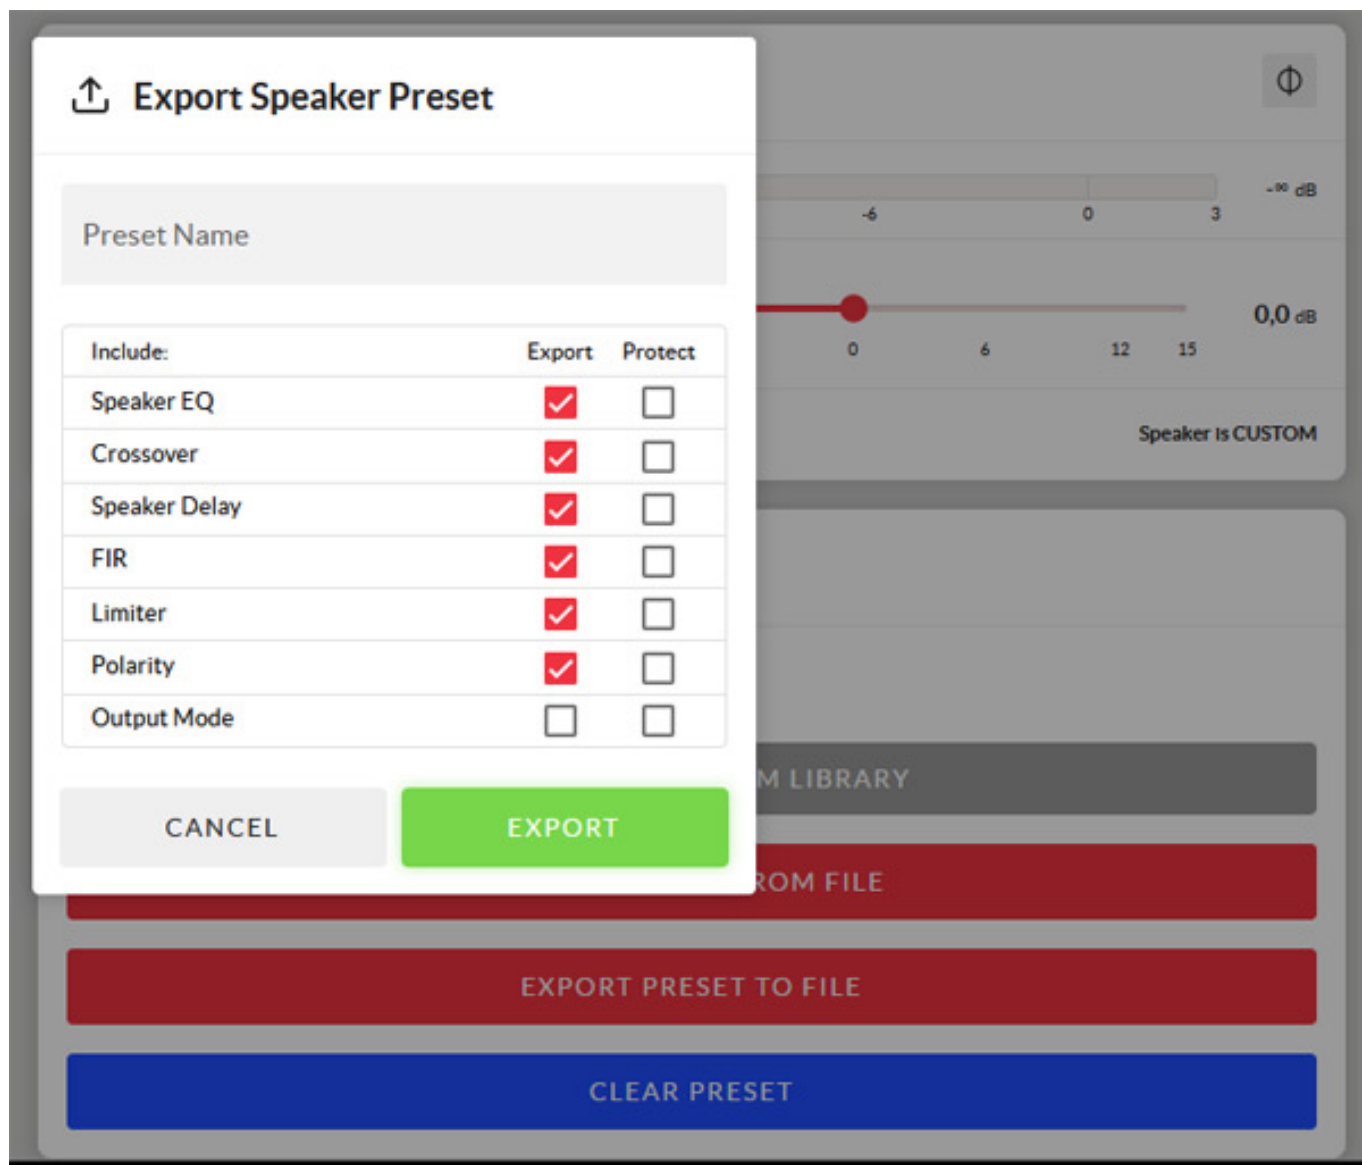 Export Speaker Preset
Preset Name
Include: Export Protect
Speaker EQ
Crossover
Speaker Delay
FIR
Limiter
Polarity
Output Mode
CANCEL EXPORT
-∞ dB
-6 0 3
0,0 dB
0 6 12 15
Speaker is CUSTOM
LIBRARY
FILE
EXPORT PRESET TO FILE
CLEAR PRESET